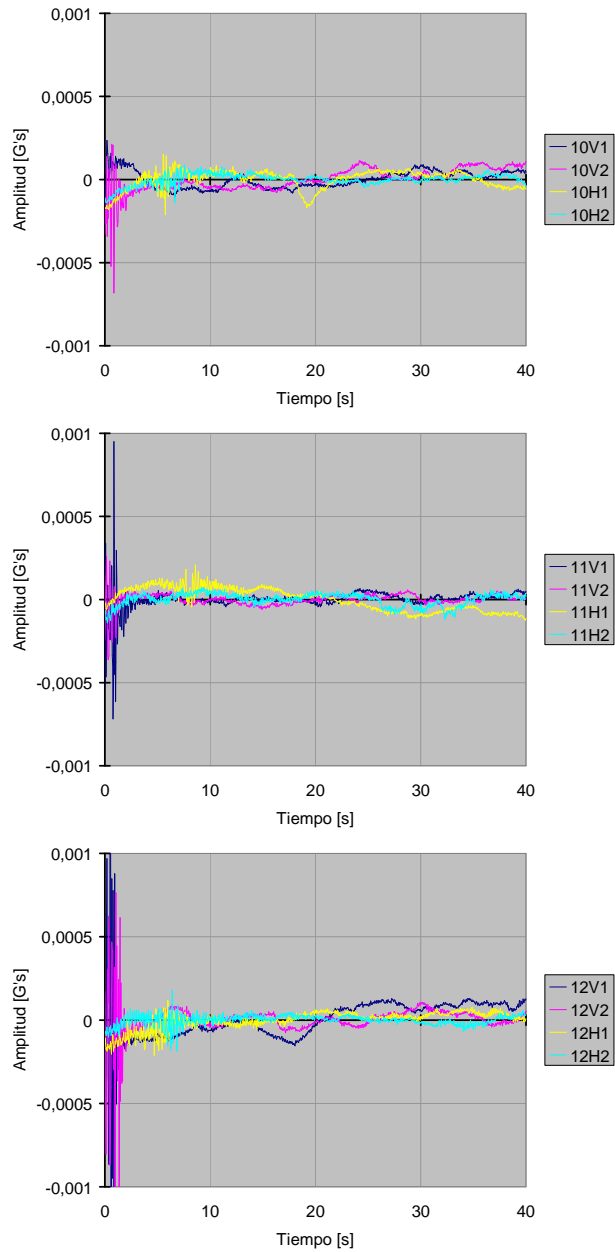 0,001
0,0005
0
-0,0005
-0,001
Amplitud [G's]
0 10 20 30 40
Tiempo [s]
10V1
10V2
10H1
10H2
0,001
0,0005
0
-0,0005
-0,001
Amplitud [G's]
0 10 20 30 40
Tiempo [s]
11V1
11V2
11H1
11H2
0,001
0,0005
0
-0,0005
-0,001
Amplitud [G's]
0 10 20 30 40
Tiempo [s]
12V1
12V2
12H1
12H2